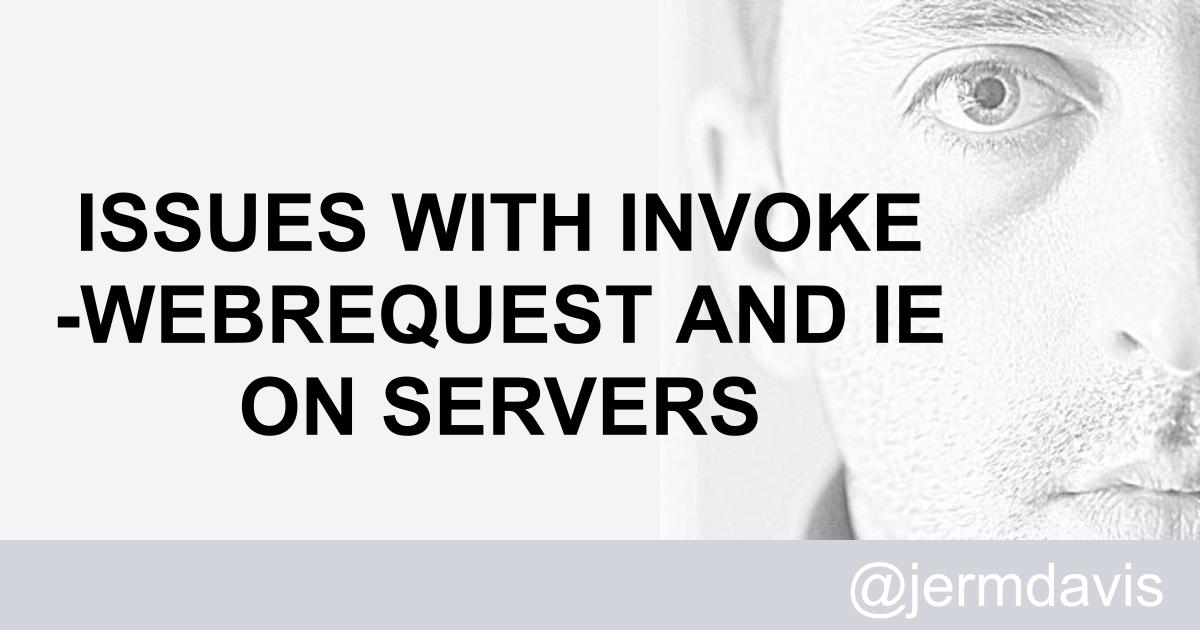 ISSUES WITH INVOKE
-WEBREQUEST AND IE
ON SERVERS
@jermdavis